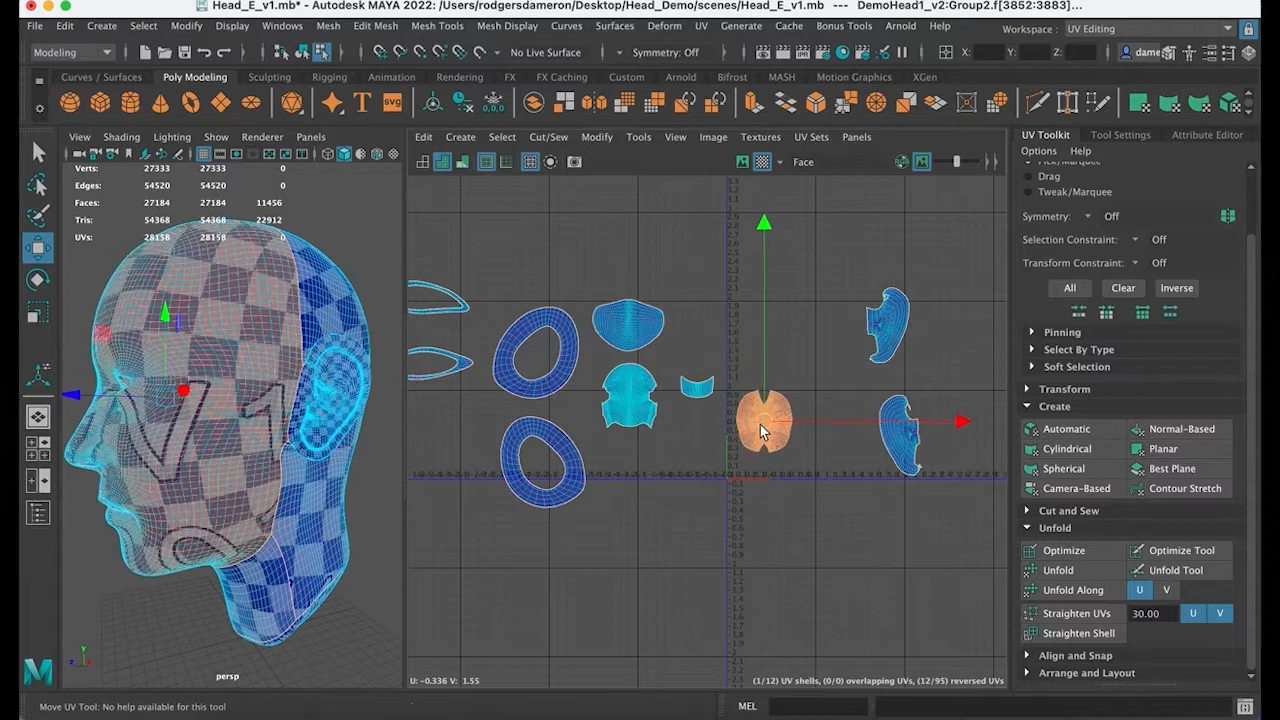 Head_E_v1.mb* - Autodesk MAYA 2022: /Users/rodgersdameron/Desktop/Head_Demo/scenes/Head_E_v1.mb --- DemoHead1_v2:Group2.f[3852:3883]...
File Edit Create Select Modify Display Windows Mesh Edit Mesh Mesh Tools Mesh Display Curves Surfaces Deform UV Generate Cache Bonus Tools Arnold Help Workspace : UV Editing
Modeling No Live Surface Symmetry: Off X: Y: Z: dame
Curves / Surfaces Poly Modeling Sculpting Rigging Animation Rendering FX FX Caching Custom Arnold Bifrost MASH Motion Graphics XGen
T svg 0,0,0
View Shading Lighting Show Renderer Panels
Verts: 27333 27333 0
Edges: 54520 54520 0
Faces: 27184 27184 11456
Tris: 54368 54368 22912
UVs: 28158 28158 0
persp
Edit Create Select Cut/Sew Modify Tools View Image Textures UV Sets Panels
Face
U: -0.336 V: 1.55 (1/12) UV shells, (0/0) overlapping UVs, (12/95) reversed UVs
UV Toolkit Tool Settings Attribute Editor
Options Help
Pick/Marquee
Drag
Tweak/Marquee
Symmetry: Off
Selection Constraint: Off
Transform Constraint: Off
All Clear Inverse
Pinning
Select By Type
Soft Selection
Transform
Create
Automatic Normal-Based
Cylindrical Planar
Spherical Best Plane
Camera-Based Contour Stretch
Cut and Sew
Unfold
Optimize Optimize Tool
Unfold Unfold Tool
Unfold Along U V
Straighten UVs 30.00 U V
Straighten Shell
Align and Snap
Arrange and Layout
Move UV Tool: No help available for this tool MEL